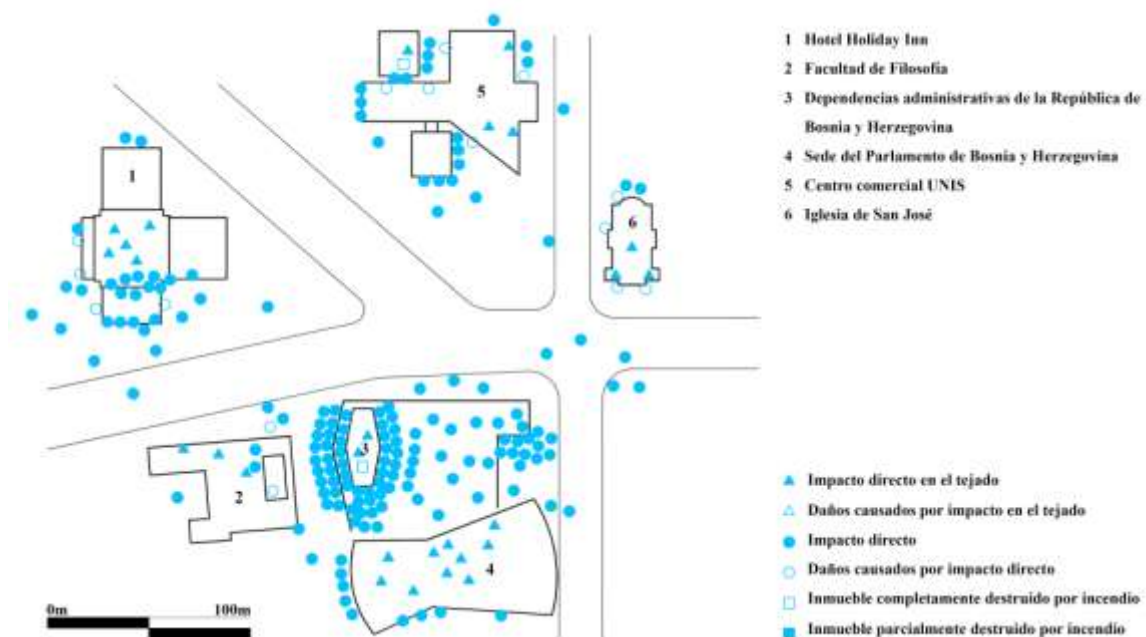 1 Hotel Holiday Inn
2 Facultad de Filosofía
3 Dependencias administrativas de la República de
Bosnia y Herzegovina
4 Sede del Parlamento de Bosnia y Herzegovina
5 Centro comercial UNIS
6 Iglesia de San José
5
1
6
3
2
4
Impacto directo en el tejado
Daños causados por impacto en el tejado
Impacto directo
Daños causados por impacto directo
Inmueble completamente destruido por incendio
Inmueble parcialmente destruido por incendio
0m 100m